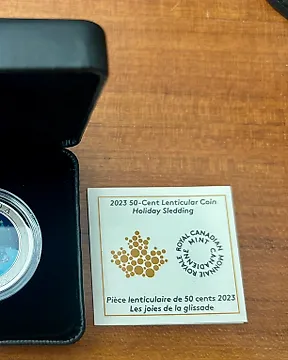 2023 50-Cent Lenticular Coin
Holiday Sledding
ROYAL CANADIAN MINT
MONNAIE ROYALE CANADIENNE
Pièce lenticulaire de 50 cents 2023
Les joies de la glissade